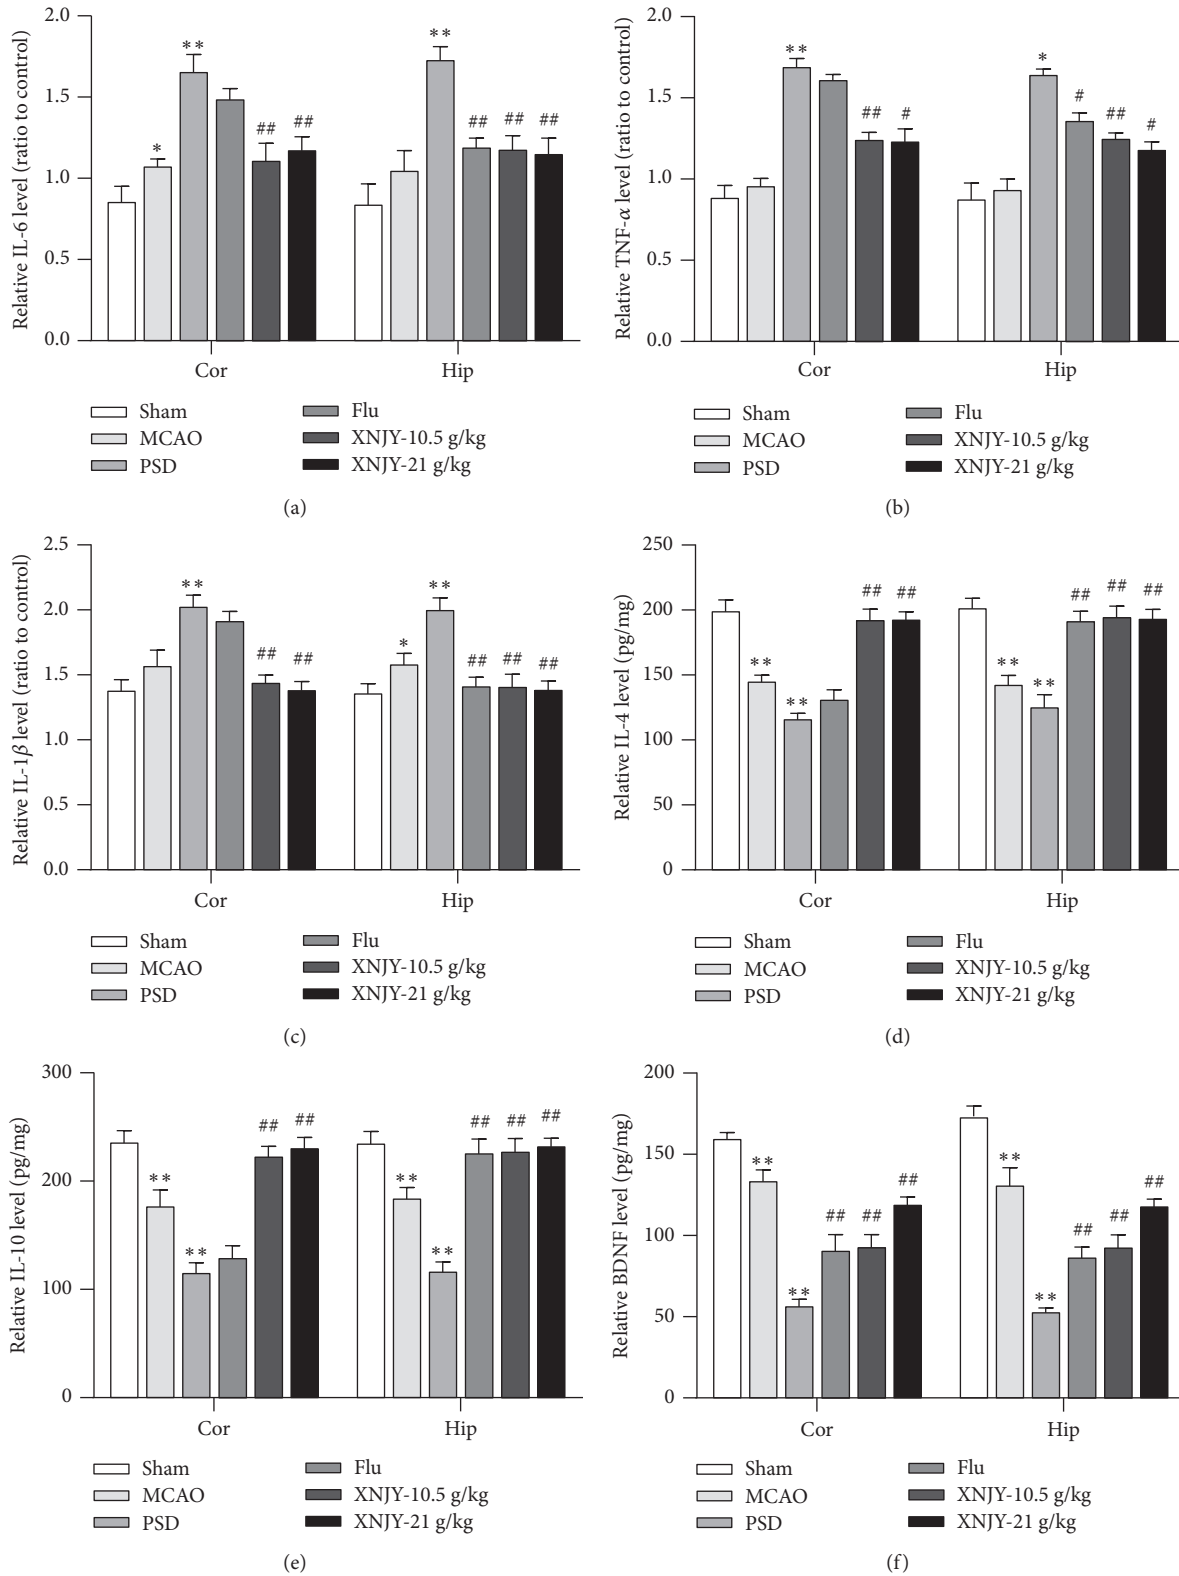 Relative IL-6 level (ratio to control)
2.0
1.5
1.0
0.5
0.0
*
**
##
##
**
##
##
##
Cor
Hip
Sham
MCAO
PSD
Flu
XNJY-10.5 g/kg
XNJY-21 g/kg
(a)
Relative TNF-α level (ratio to control)
2.0
1.5
1.0
0.5
0.0
**
##
#
*
#
##
#
Cor
Hip
Sham
MCAO
PSD
Flu
XNJY-10.5 g/kg
XNJY-21 g/kg
(b)
Relative IL-1β level (ratio to control)
2.5
2.0
1.5
1.0
0.5
0.0
**
##
##
*
**
##
##
##
Cor
Hip
Sham
MCAO
PSD
Flu
XNJY-10.5 g/kg
XNJY-21 g/kg
(c)
Relative IL-4 level (pg/mg)
250
200
150
100
50
0
**
**
##
##
**
**
##
##
##
Cor
Hip
Sham
MCAO
PSD
Flu
XNJY-10.5 g/kg
XNJY-21 g/kg
(d)
Relative IL-10 level (pg/mg)
300
200
100
0
**
**
##
##
**
**
##
##
##
Cor
Hip
Sham
MCAO
PSD
Flu
XNJY-10.5 g/kg
XNJY-21 g/kg
(e)
Relative BDNF level (pg/mg)
200
150
100
50
0
**
**
##
##
##
**
**
##
##
##
Cor
Hip
Sham
MCAO
PSD
Flu
XNJY-10.5 g/kg
XNJY-21 g/kg
(f)